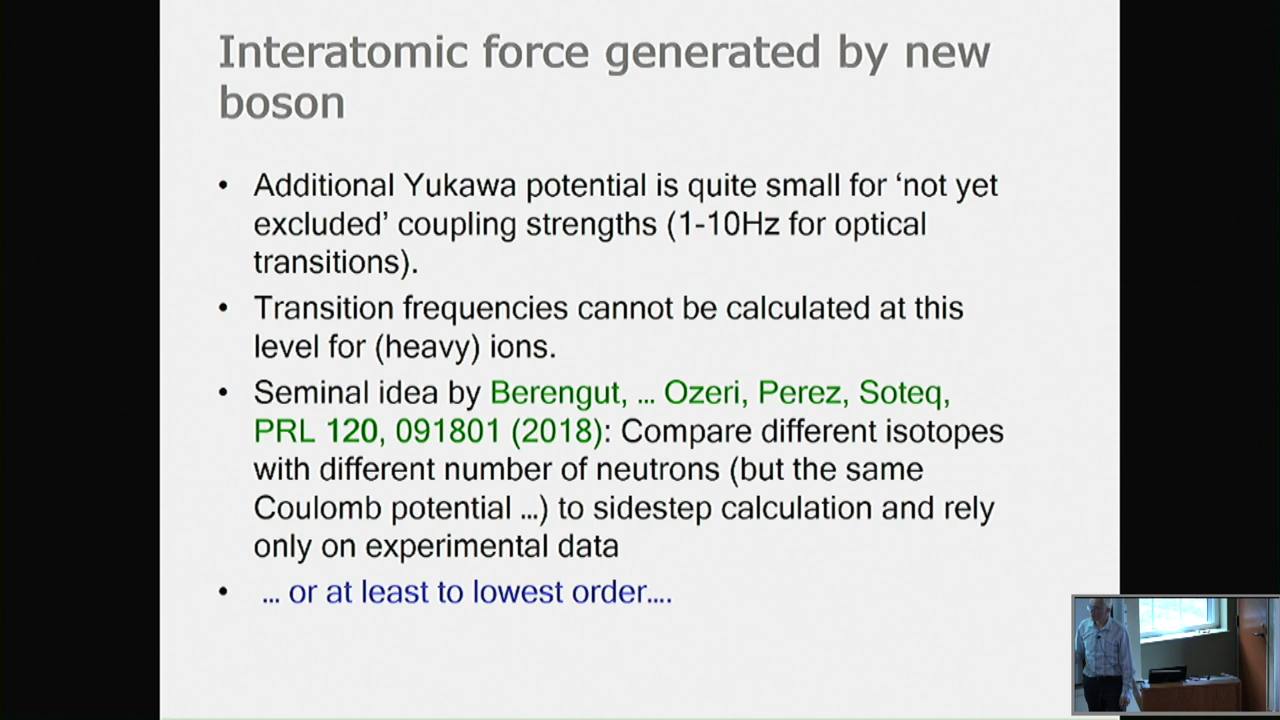 Interatomic force generated by new
boson
• Additional Yukawa potential is quite small for ‘not yet
excluded’ coupling strengths (1-10Hz for optical
transitions).
• Transition frequencies cannot be calculated at this
level for (heavy) ions.
• Seminal idea by Berengut, ... Ozeri, Perez, Soteq,
PRL 120, 091801 (2018): Compare different isotopes
with different number of neutrons (but the same
Coulomb potential ...) to sidestep calculation and rely
only on experimental data
• ... or at least to lowest order....